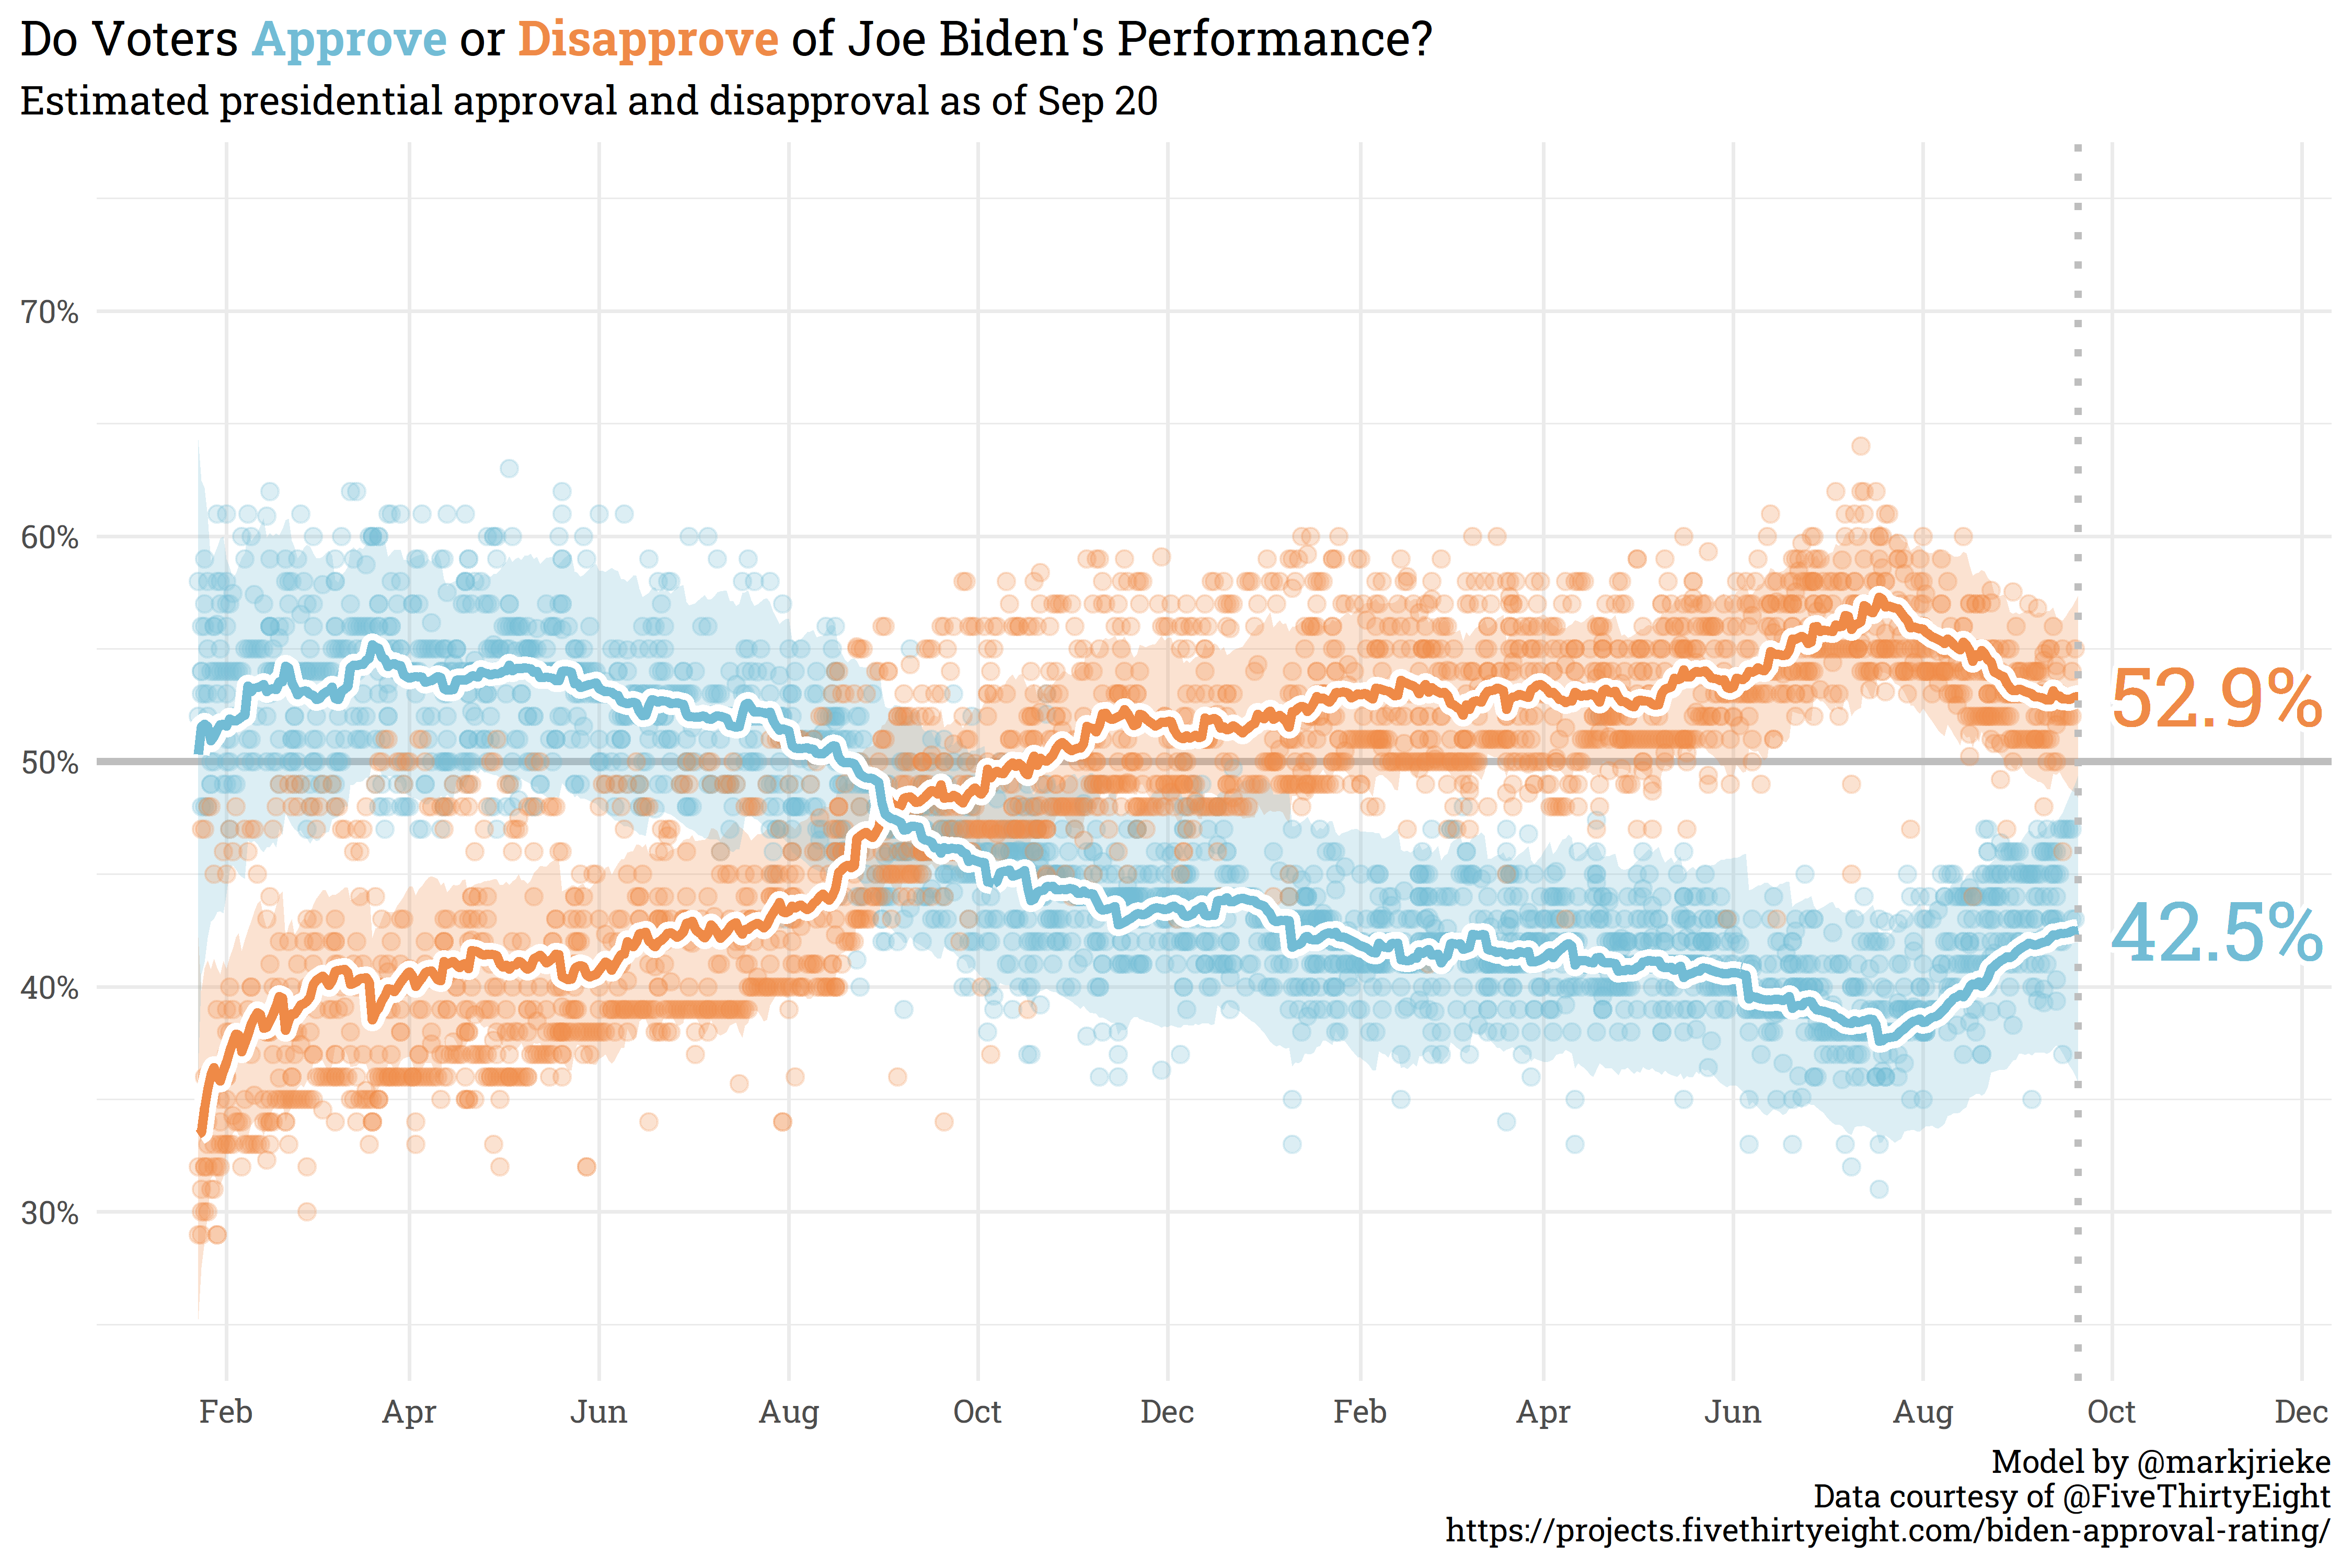 Do Voters Approve or Disapprove of Joe Biden's Performance?
Estimated presidential approval and disapproval as of Sep 20
70%
60%
50%
40%
30%
52.9%
42.5%
Feb Apr Jun Aug Oct Dec Feb Apr Jun Aug Oct Dec
Model by @markjrieke
Data courtesy of @FiveThirtyEight
https://projects.fivethirtyeight.com/biden-approval-rating/